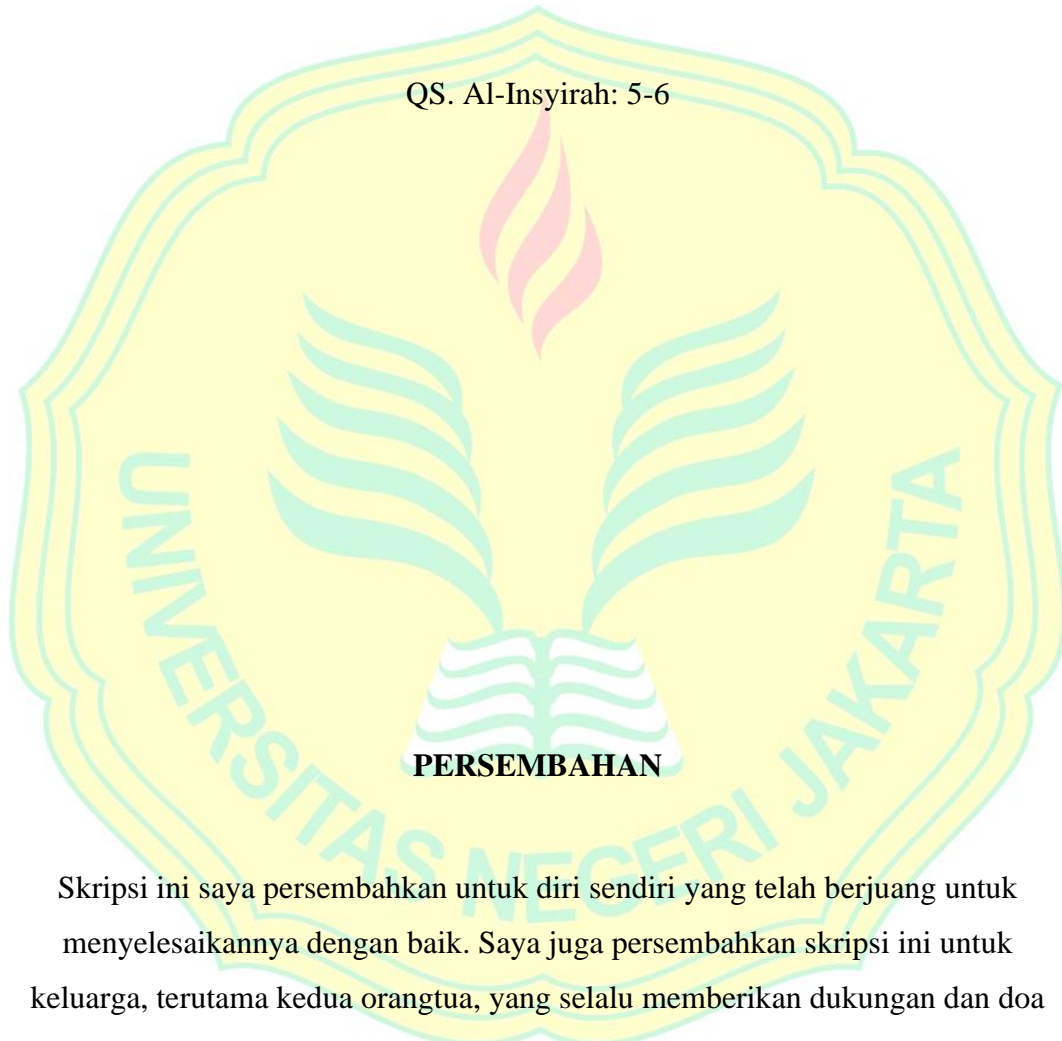 QS. Al-Insyirah: 5-6
UNIVERSITAS NEGERI JAKARTA
PERSEMBAHAN
Skripsi ini saya persembahkan untuk diri sendiri yang telah berjuang untuk
menyelesaikannya dengan baik. Saya juga persembahkan skripsi ini untuk
keluarga, terutama kedua orangtua, yang selalu memberikan dukungan dan doa